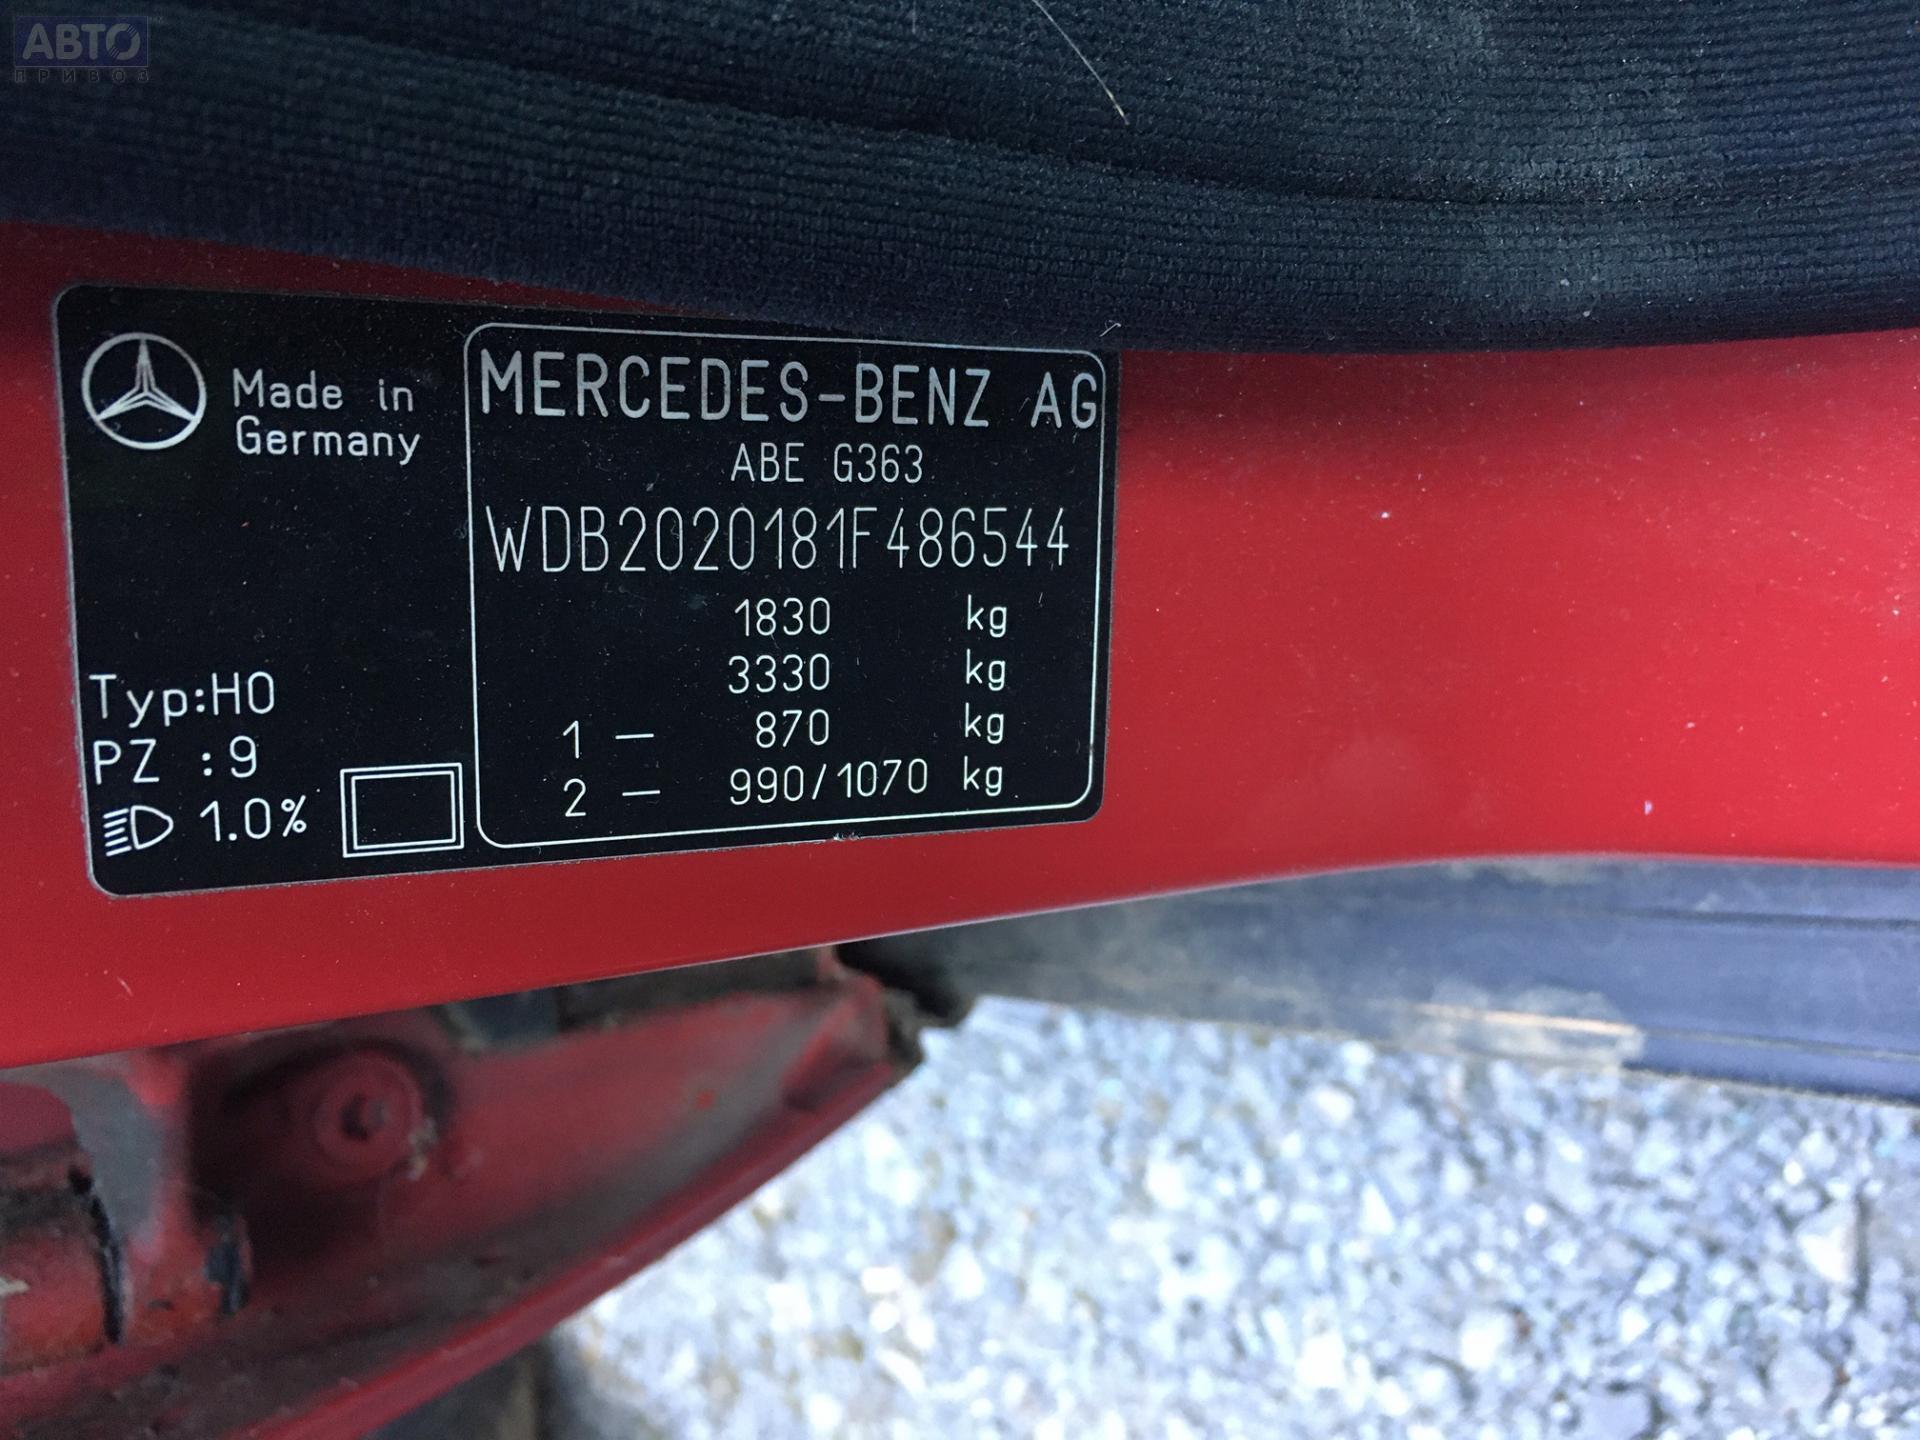 АВТО
ПРИВОЗ
Made in
Germany
Typ:H0
PZ :9
1.0%
MERCEDES-BENZ AG
ABE G363
WDB2020181F486544
1830 kg
3330 kg
1 — 870 kg
2 — 990/1070 kg